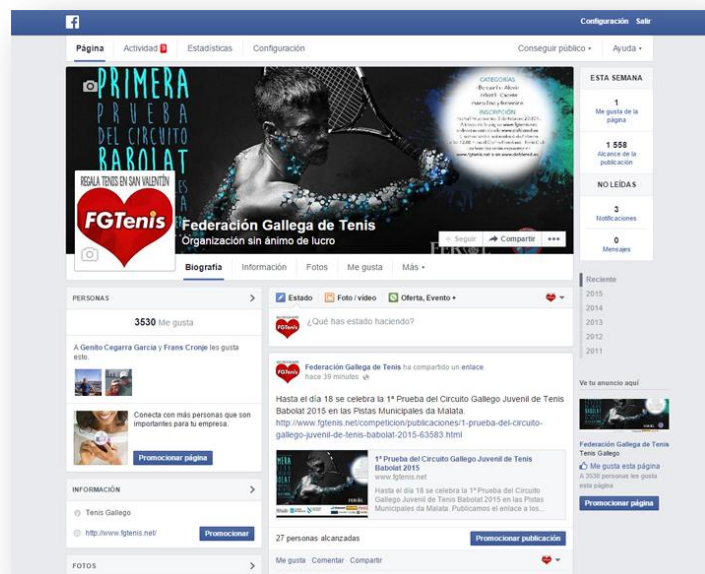 Configuración Salir
Página Actividad 3 Estadísticas Configuración Conseguir público Ayuda
PRIMERA
PRUEBA
DEL CIRCUITO
BABOLAT
CATEGORÍAS
INSCRIPCIÓN
REGALA TENIS EN SAN VALENTÍN
FGTenis
Federación Gallega de Tenis
Organización sin ánimo de lucro
Seguir Compartir
FERROL
Biografía Información Fotos Me gusta Más
ESTA SEMANA
1
Me gusta de la
página
1 558
Alcance de la
publicación
NO LEÍDAS
3
Notificaciones
0
Mensajes
Reciente
2015
2014
2013
2012
2011
PERSONAS
3530 Me gusta
A Genito Cegarra García y Frans Cronje les gusta
esto.
Conecta con más personas que son
importantes para tu empresa.
Promocionar página
INFORMACIÓN
Tenis Gallego
http://www.fgtenis.net/ Promocionar
FOTOS
Estado Foto / vídeo Oferta, Evento +
¿Qué has estado haciendo?
Federación Gallega de Tenis ha compartido un enlace
hace 39 minutos
Hasta el día 18 se celebra la 1ª Prueba del Circuito Gallego Juvenil de Tenis
Babolat 2015 en las Pistas Municipales da Malata.
http://www.fgtenis.net/competicion/publicaciones/1-prueba-del-circuito-
gallego-juvenil-de-tenis-babolat-2015-63583.html
1ª Prueba del Circuito Gallego Juvenil de Tenis
Babolat 2015
www.fgtenis.net
Hasta el día 18 se celebra la 1ª Prueba del Circuito
Gallego Juvenil de Tenis Babolat 2015 en las Pistas
Municipales da Malata. Publicamos el enlace a los...
27 personas alcanzadas Promocionar publicación
Me gusta · Comentar · Compartir
Ve tu anuncio aquí
Federación Gallega de Tenis
Tenis Gallego
Me gusta esta página
A 3530 personas les gusta
esta página
Promocionar página